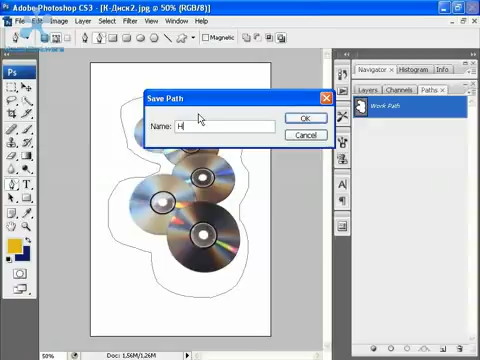 Adobe Photoshop CS3 - [К-Диск2.jpg @ 50% (RGB/8)]
File Edit Image Layer Select Filter View Window Help
Magnetic
Ps
Save Path
Name: H
OK
Cancel
Navigator Histogram Info
Layers Channels Paths
Work Path
50% Doc: 1,56M/1,26M